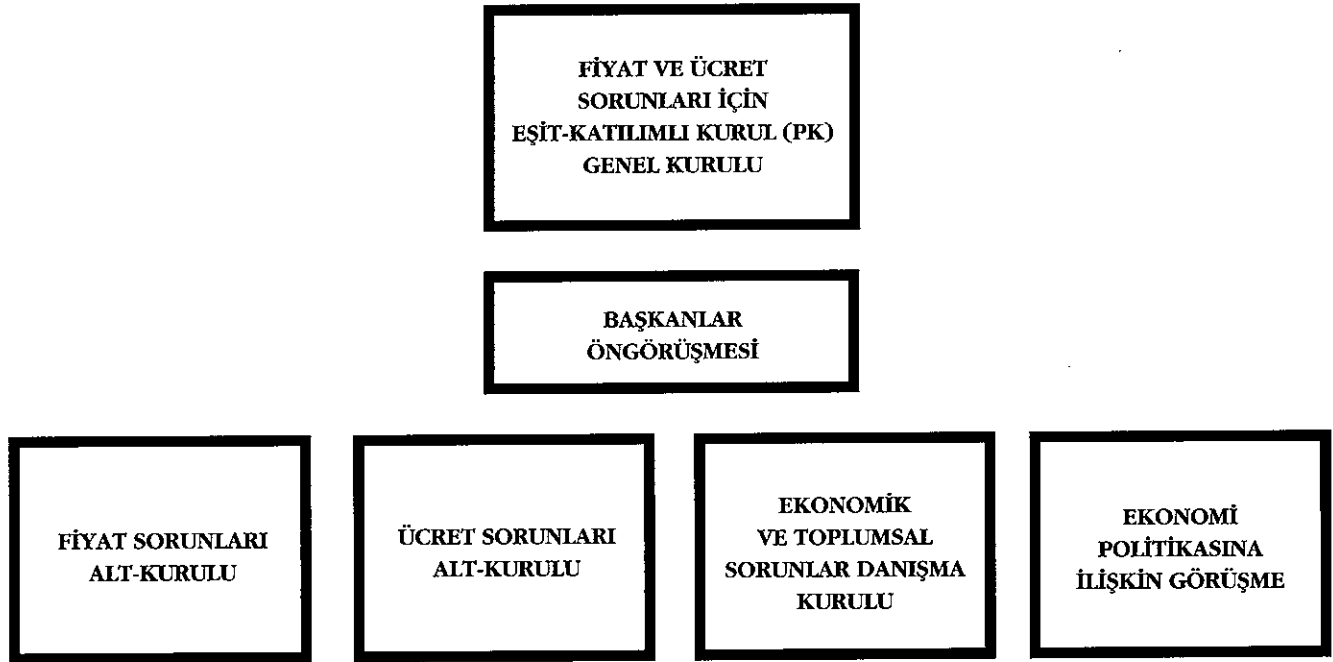 FİYAT VE ÜCRET
SORUNLARI İÇİN
EŞİT-KATILIMLI KURUL (PK)
GENEL KURULU
BAŞKANLAR
ÖNGÖRÜŞMESİ
FİYAT SORUNLARI
ALT-KURULU
ÜCRET SORUNLARI
ALT-KURULU
EKONOMİK
VE TOPLUMSAL
SORUNLAR DANIŞMA
KURULU
EKONOMİ
POLİTİKASINA
İLİŞKİN GÖRÜŞME